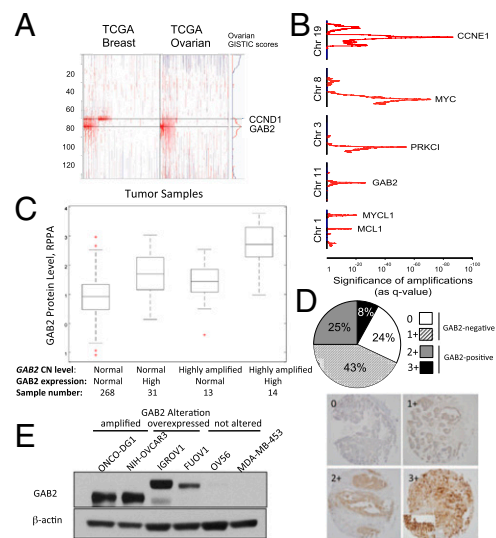 A
TCGA
Breast
TCGA
Ovarian
Ovarian
GISTIC scores
20
40
60
80
100
120
CCND1
GAB2
B
Chr 19
CCNE1
Chr 8
MYC
Chr 3
PRKCI
Chr 11
GAB2
Chr 1
MYCL1
MCL1
1 10-20 10-40 10-60 10-80 10-100
Significance of amplifications
(as q-value)
C
Tumor Samples
GAB2 Protein Level, RPPA
4
3
2
1
0
1
GAB2 CN level: Normal Normal Highly amplified Highly amplified
GAB2 expression: Normal High Normal High
Sample number: 268 31 13 14
D
8%
25%
24%
43%
0
1+
GAB2-negative
2+
GAB2-positive
3+
0
1+
2+
3+
E
GAB2 Alteration
amplified overexpressed not altered
ONCO-DG1
NIH-OVCAR3
IGROV1
FUOV1
OV56
MDA-MB-453
GAB2
β-actin